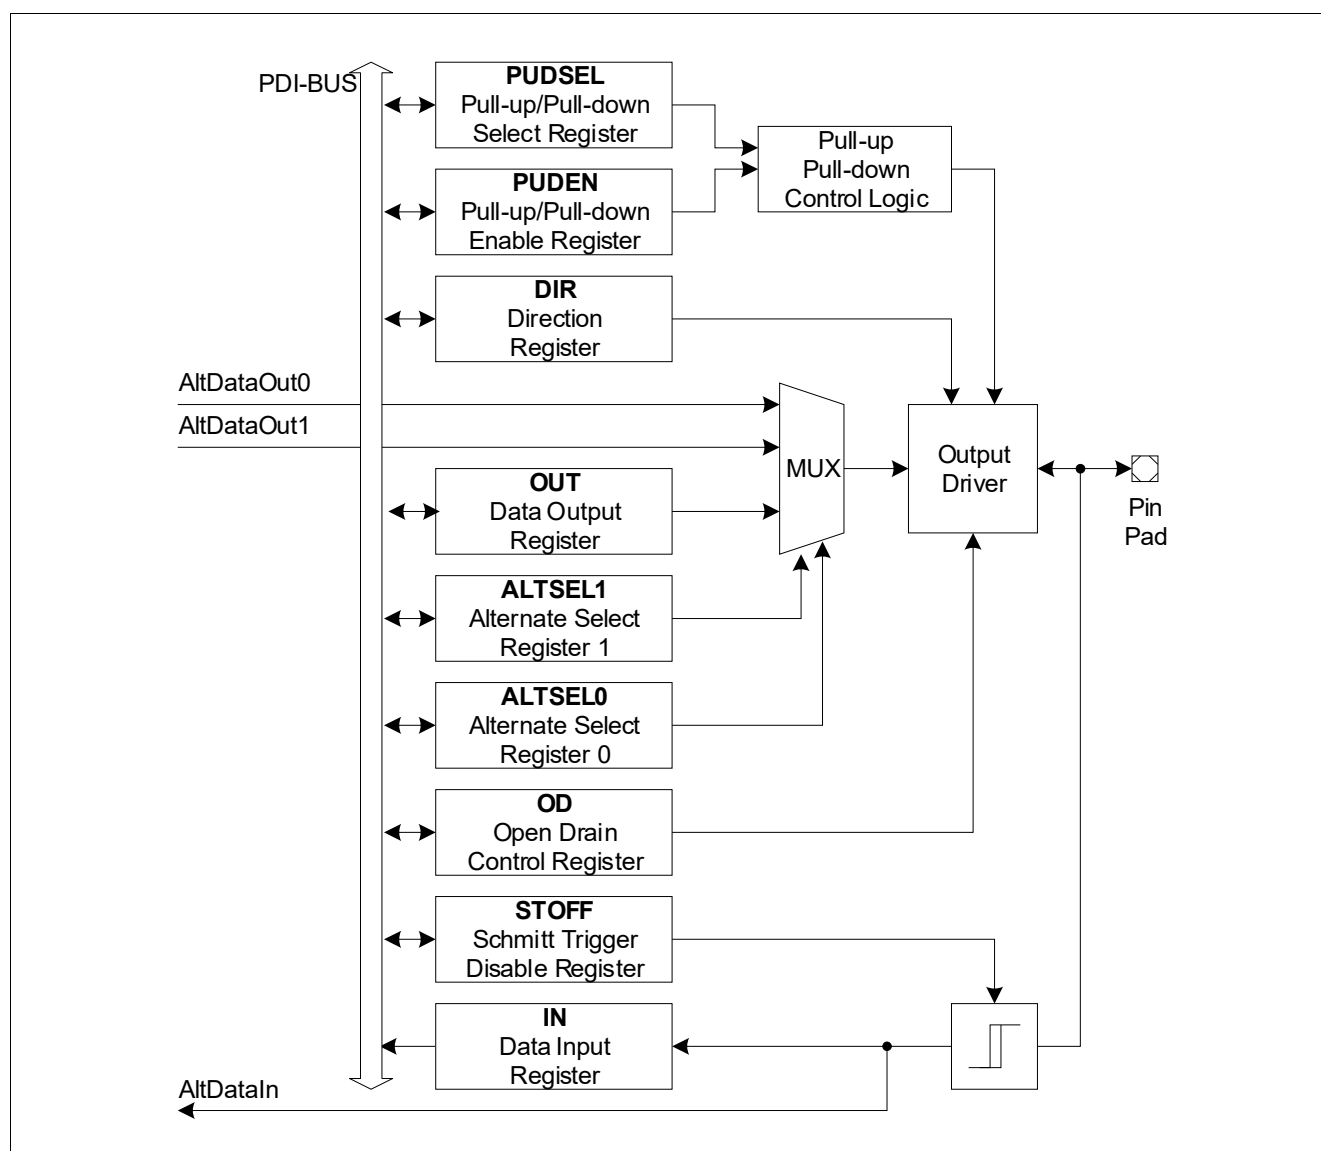 PDI-BUS
PUDSEL
Pull-up/Pull-down
Select Register
Pull-up
Pull-down
Control Logic
PUDEN
Pull-up/Pull-down
Enable Register
DIR
Direction
Register
AltDataOut0
AltDataOut1
MUX
Output
Driver
OUT
Data Output
Register
Pin
Pad
ALTSEL1
Alternate Select
Register 1
ALTSEL0
Alternate Select
Register 0
OD
Open Drain
Control Register
STOFF
Schmitt Trigger
Disable Register
IN
Data Input
Register
AltDataIn